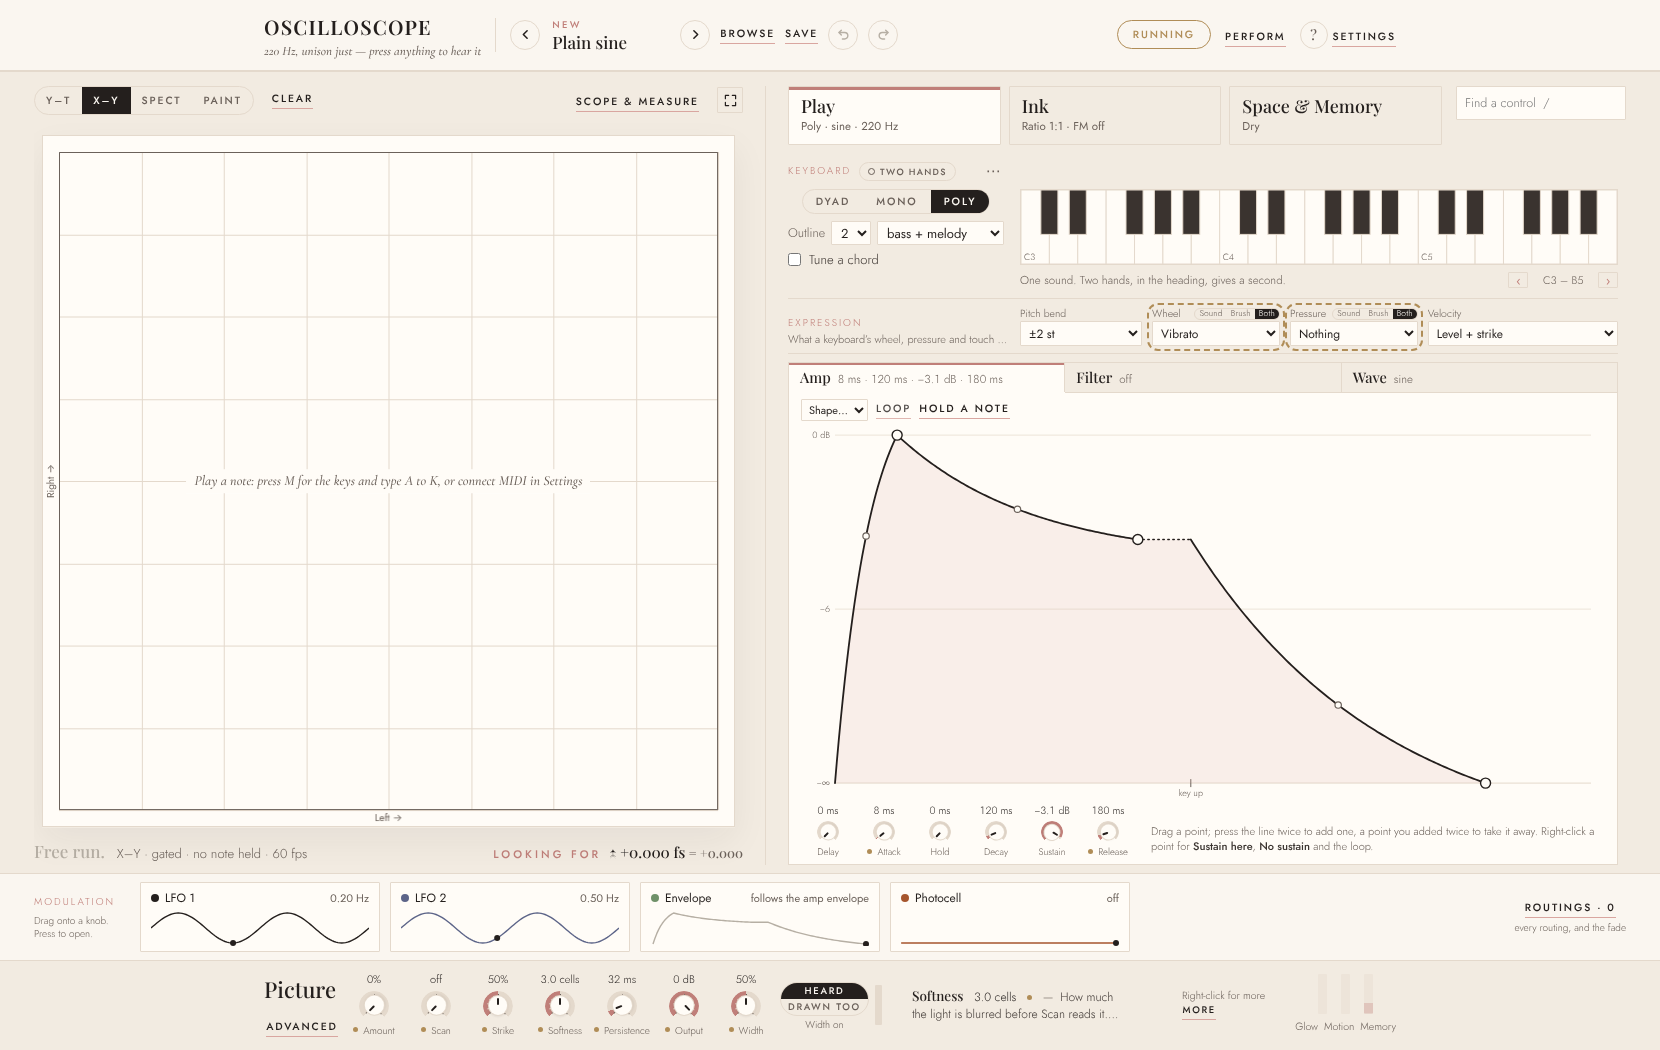 OSCILLOSCOPE
220 Hz, unison just — press anything to hear it
NEW
Plain sine
BROWSE SAVE
RUNNING
PERFORM
?
SETTINGS
Y–T X–Y SPECT PAINT
CLEAR
SCOPE & MEASURE
Play
Poly · sine · 220 Hz
Ink
Ratio 1:1 · FM off
Space & Memory
Dry
Find a control /
KEYBOARD
TWO HANDS
...
DYAD MONO POLY
Outline 2 bass + melody
Tune a chord
C3 C4 C5
One sound. Two hands, in the heading, gives a second.
‹ C3 – B5 ›
EXPRESSION
What a keyboard's wheel, pressure and touch ...
Pitch bend
±2 st
Wheel Sound Brush Both
Vibrato
Pressure Sound Brush Both
Nothing
Velocity
Level + strike
Amp 8 ms · 120 ms · −3.1 dB · 180 ms
Filter off
Wave sine
Shape... LOOP HOLD A NOTE
0 dB
−6
−∞
key up
Right →
Play a note: press M for the keys and type A to K, or connect MIDI in Settings
Left →
0 ms 8 ms 0 ms 120 ms −3.1 dB 180 ms
Delay Attack Hold Decay Sustain Release
Drag a point; press the line twice to add one, a point you added twice to take it away. Right-click a
point for Sustain here, No sustain and the loop.
Free run. X–Y · gated · no note held · 60 fps
LOOKING FOR +0.000 fs = +0.000
MODULATION
Drag onto a knob.
Press to open.
LFO 1 0.20 Hz
LFO 2 0.50 Hz
Envelope follows the amp envelope
Photocell off
ROUTINGS · 0
every routing, and the fade
Picture
ADVANCED
0% off 50% 3.0 cells 32 ms 0 dB 50%
Amount Scan Strike Softness Persistence Output Width
HEARD
DRAWN TOO
Width on
Softness 3.0 cells — How much
the light is blurred before Scan reads it....
Right-click for more
MORE
Glow Motion Memory